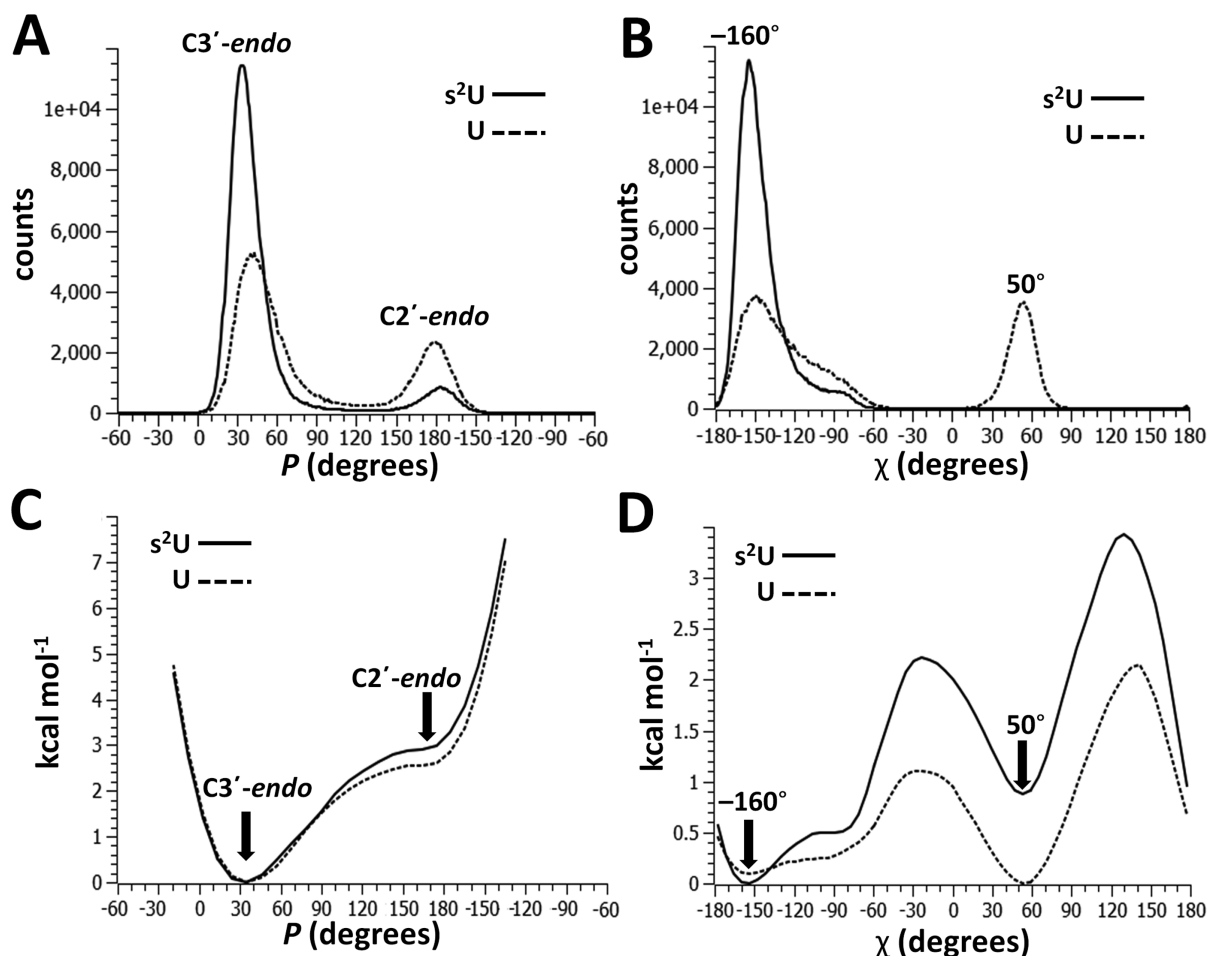 A
C3′-endo
s²U
U
1e+04
8,000
6,000
4,000
2,000
0
counts
C2′-endo
-60 -30 0 30 60 90 120 150 180 -150 -120 -90 -60
P (degrees)
B
–160°
s²U
U
1e+04
8,000
6,000
4,000
2,000
0
counts
50°
-180 -150 -120 -90 -60 -30 0 30 60 90 120 150 180
χ (degrees)
C
s²U
U
7
6
5
4
3
2
1
0
kcal mol⁻¹
C2′-endo
C3′-endo
-60 -30 0 30 60 90 120 150 180 -150 -120 -90 -60
P (degrees)
D
s²U
U
3
2.5
2
1.5
1
0.5
0
kcal mol⁻¹
50°
–160°
-180 -150 -120 -90 -60 -30 0 30 60 90 120 150 180
χ (degrees)